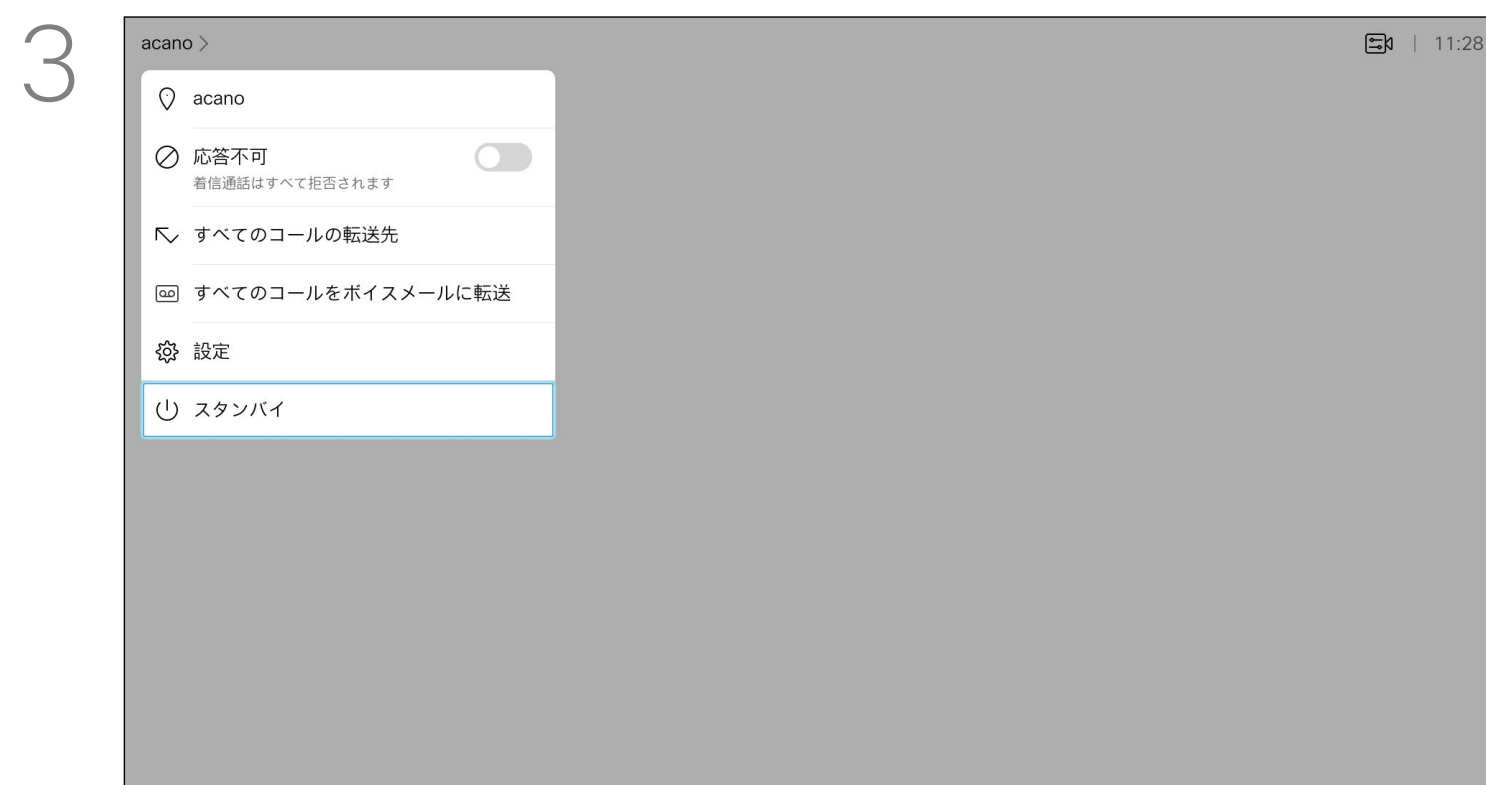 3
acano >
11:28
acano
応答不可
着信通話はすべて拒否されます
すべてのコールの転送先
すべてのコールをボイスメールに転送
設定
スタンバイ